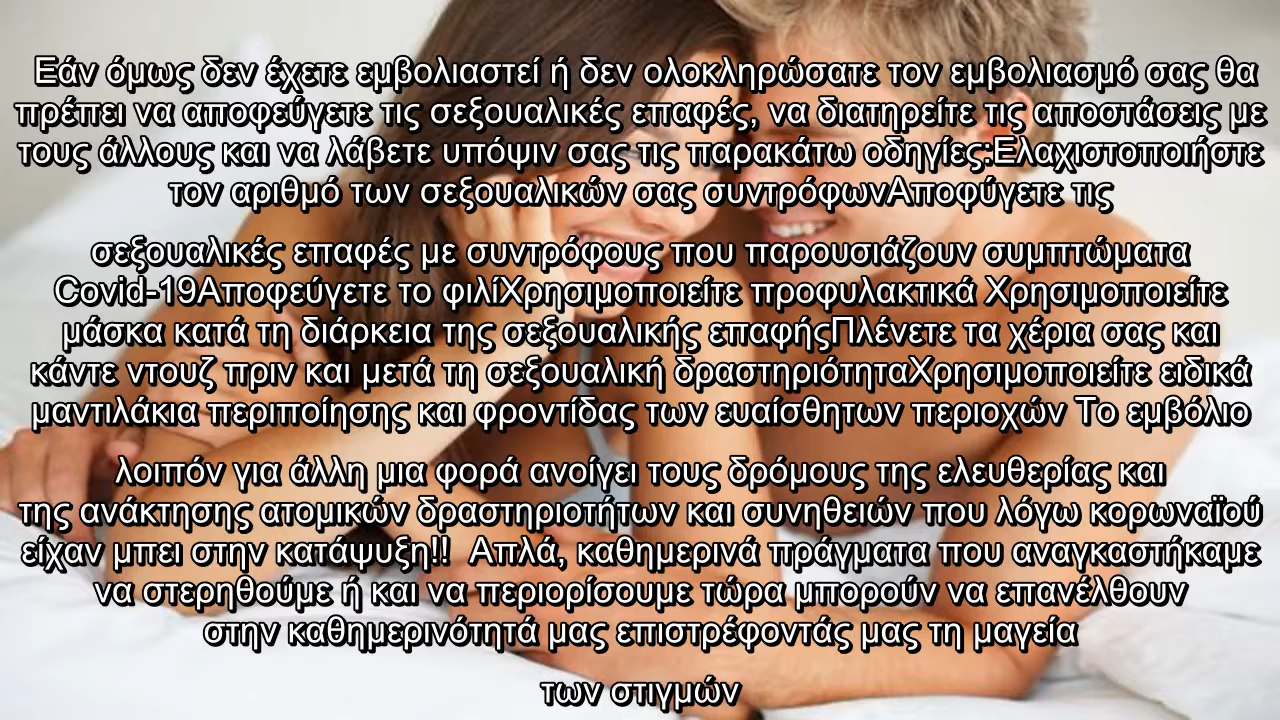 Εάν όμως δεν έχετε εμβολιαστεί ή δεν ολοκληρώσατε τον εμβολιασμό σας θα
πρέπει να αποφεύγετε τις σεξουαλικές επαφές, να διατηρείτε τις αποστάσεις με
τους άλλους και να λάβετε υπόψιν σας τις παρακάτω οδηγίες:Ελαχιστοποιήστε
τον αριθμό των σεξουαλικών σας συντρόφωνΑποφύγετε τις
σεξουαλικές επαφές με συντρόφους που παρουσιάζουν συμπτώματα
Covid-19Αποφεύγετε το φιλίΧρησιμοποιείτε προφυλακτικά Χρησιμοποιείτε
μάσκα κατά τη διάρκεια της σεξουαλικής επαφήςΠλένετε τα χέρια σας και
κάντε ντουζ πριν και μετά τη σεξουαλική δραστηριότηταΧρησιμοποιείτε ειδικά
μαντιλάκια περιποίησης και φροντίδας των ευαίσθητων περιοχών Το εμβόλιο
λοιπόν για άλλη μια φορά ανοίγει τους δρόμους της ελευθερίας και
της ανάκτησης ατομικών δραστηριοτήτων και συνηθειών που λόγω κορωναϊού
είχαν μπει στην κατάψυξη!!  Απλά, καθημερινά πράγματα που αναγκαστήκαμε
να στερηθούμε ή και να περιορίσουμε τώρα μπορούν να επανέλθουν
στην καθημερινότητά μας επιστρέφοντάς μας τη μαγεία
των στιγμών